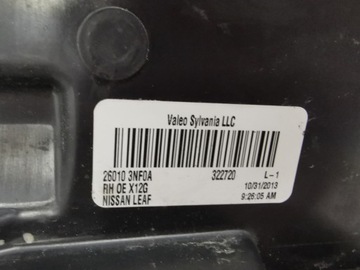 Valeo Sylvania LLC
26010 3NF0A 322720 L-1
RH OE X12G 10/31/2013
NISSAN LEAF 9:26:05 AM